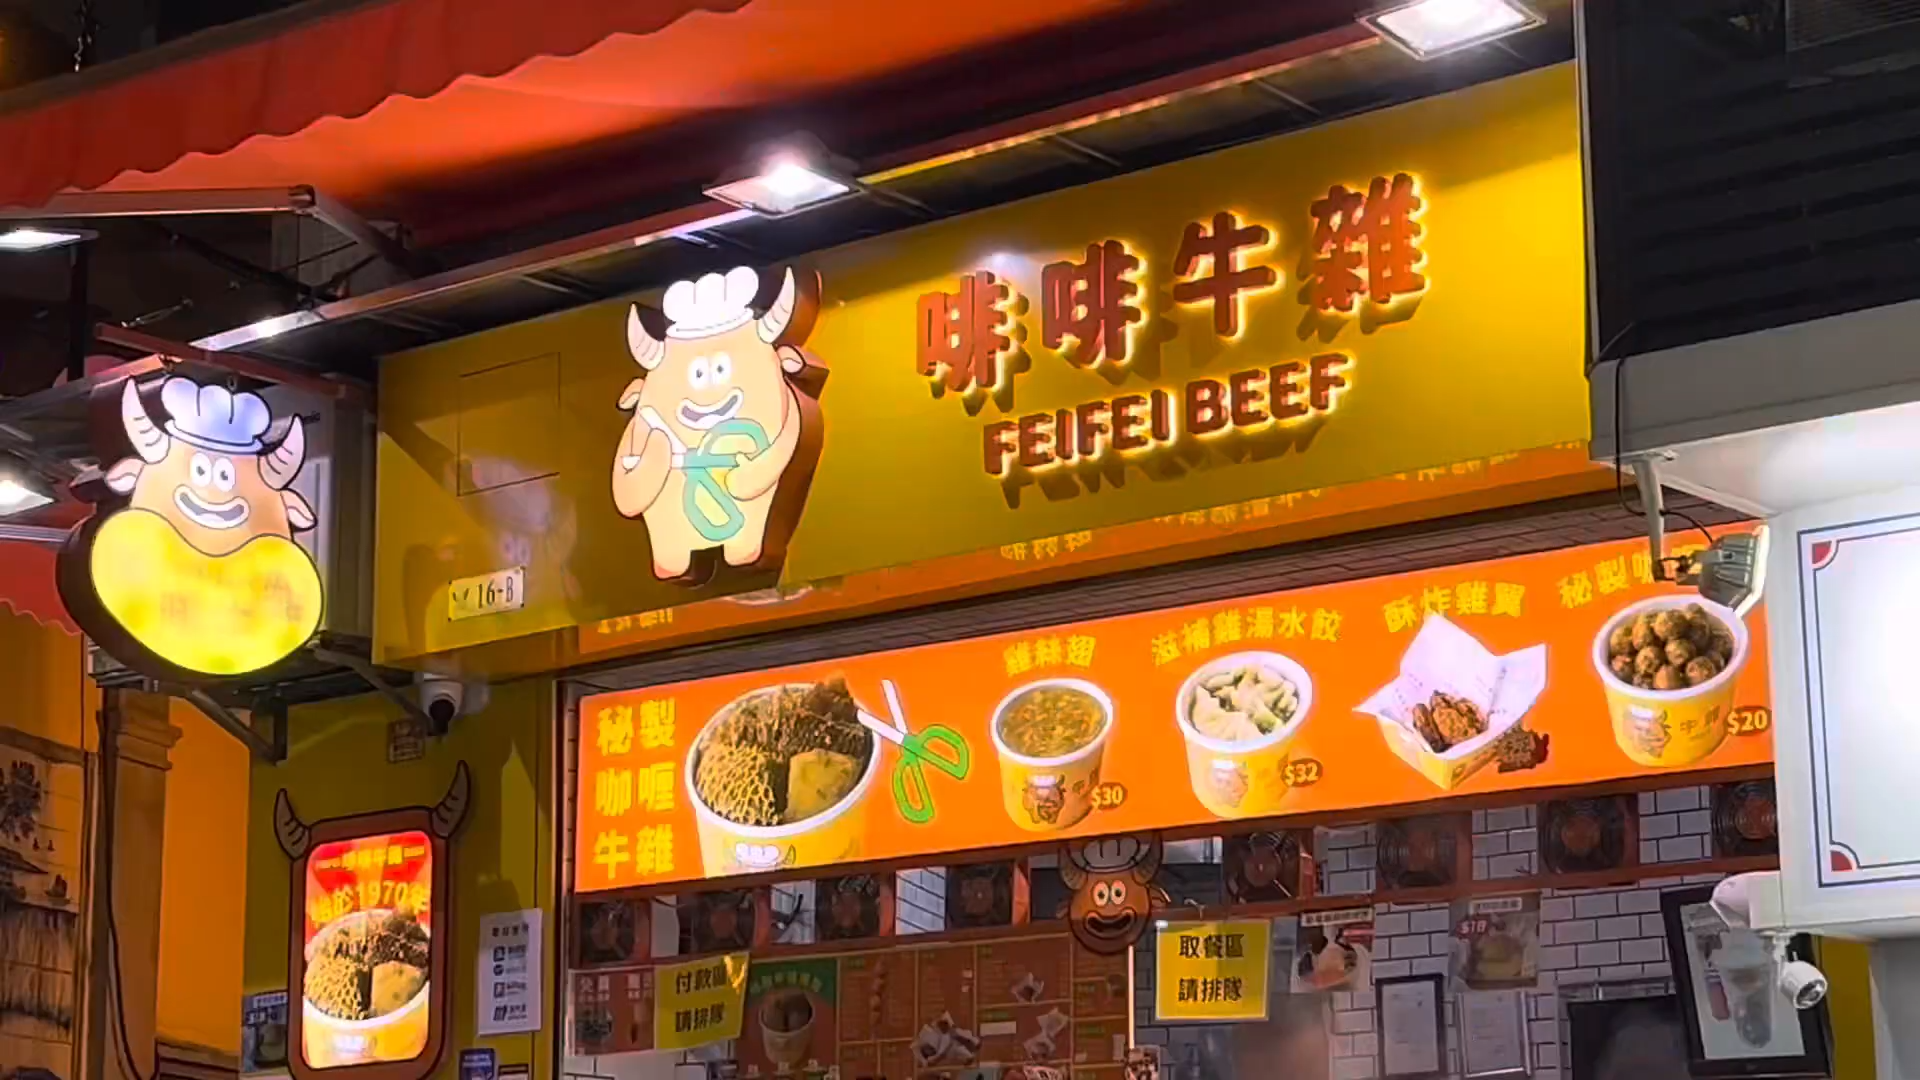 啡啡牛雜
FEIFEI BEEF
16-B
秘製
咖喱
牛雜
雞絲翅
$30
滋補雞湯水餃
$32
酥炸雞翼
秘製咖
$20
始於1970年
付款區
請排隊
取餐區
請排隊